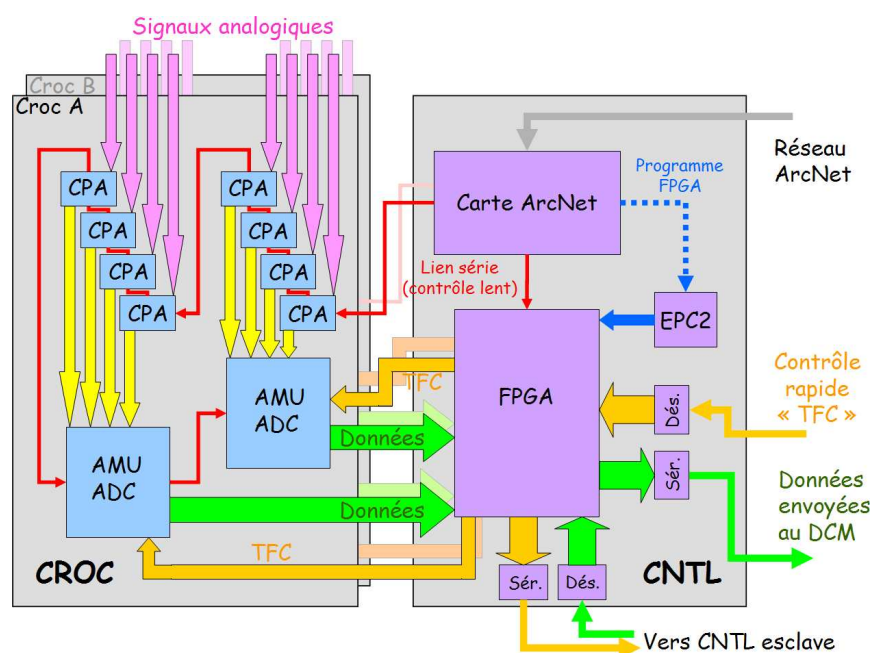 Signaux analogiques
Croc B
Croc A
CPA
CPA
CPA
CPA
CPA
CPA
CPA
CPA
AMU
ADC
AMU
ADC
Données
Données
TFC
TFC
CROC
Réseau
ArcNet
Carte ArcNet
Programme
FPGA
Lien série
(contrôle lent)
EPC2
FPGA
Contrôle
rapide
« TFC »
Dés.
Sér.
Données
envoyées
au DCM
Sér.
Dés.
CNTL
Vers CNTL esclave